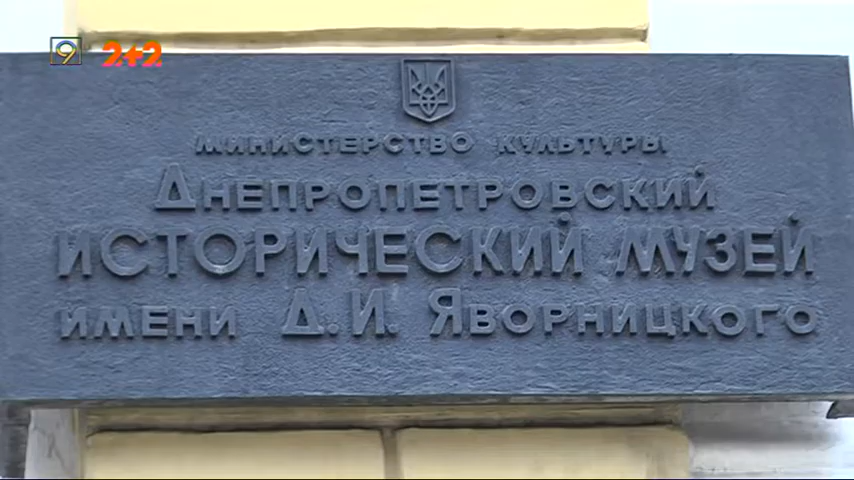 9 2+2
МИНИСТЕРСТВО КУЛЬТУРЫ
ДНЕПРОПЕТРОВСКИЙ
ИСТОРИЧЕСКИЙ МУЗЕЙ
ИМЕНИ Д.И. ЯВОРНИЦКОГО